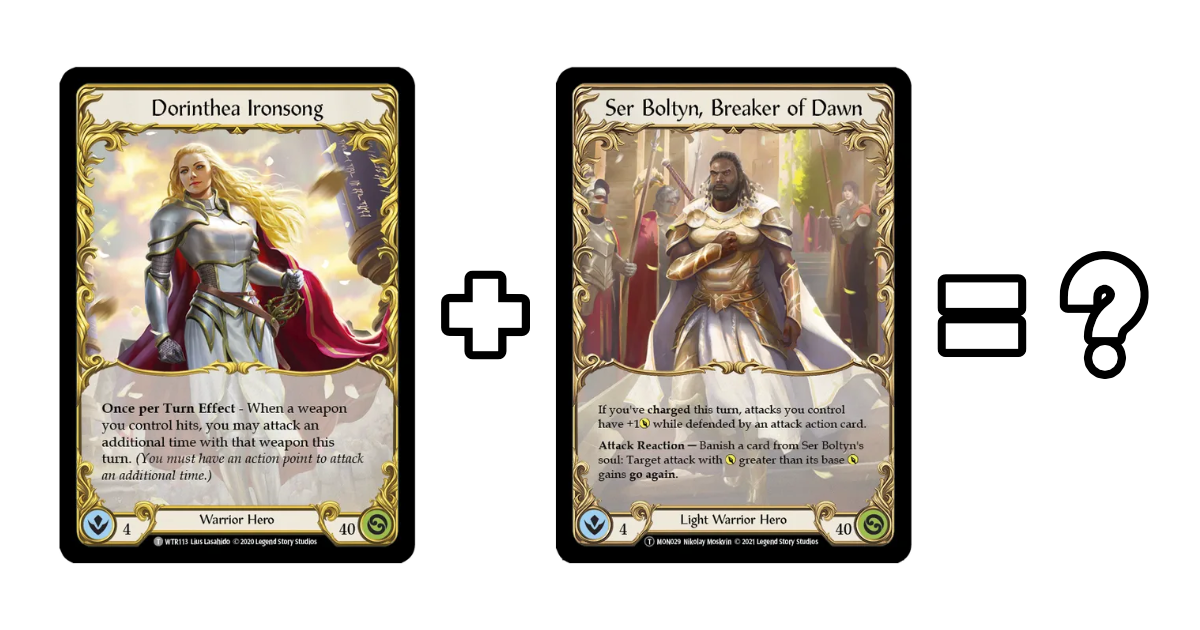 Dorinthea Ironsong
Once per Turn Effect - When a weapon
you control hits, you may attack an
additional time with that weapon this
turn. (You must have an action point to attack
an additional time.)
4
Warrior Hero
40
T WTR113 Lius Lasahido © 2020 Legend Story Studios
Ser Boltyn, Breaker of Dawn
If you've charged this turn, attacks you control
have +1 while defended by an attack action card.
Attack Reaction — Banish a card from Ser Boltyn's
soul: Target attack with greater than its base
gains go again.
4
Light Warrior Hero
40
T MON029 Nikolay Moskvin © 2021 Legend Story Studios
+ = ?